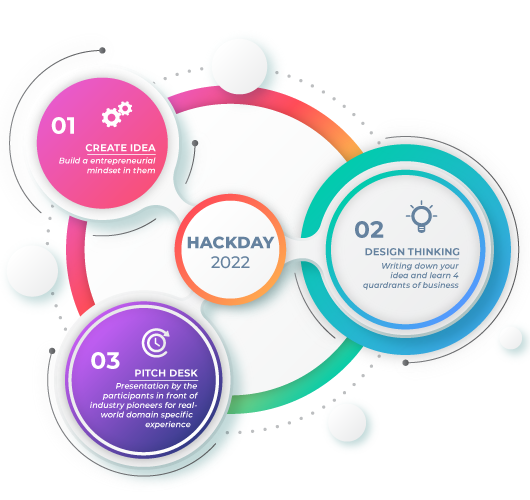 01
CREATE IDEA
Build a entrepreneurial
mindset in them
HACKDAY
2022
02
DESIGN THINKING
Writing down your
idea and learn 4
quardrants of business
03
PITCH DESK
Presentation by the
participants in front of
industry pioneers for real-
world domain specific
experience